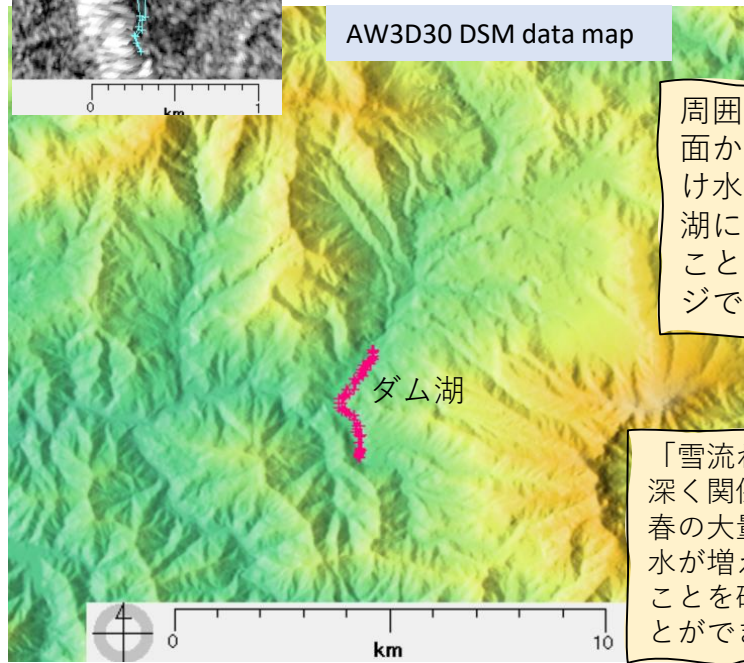 0 1
km
AW3D30 DSM data map
周囲
面か
け水
湖に
こと
ジで
ダム湖
「雪流
深く関
春の大
水が増
ことを
とがで
0 10
km